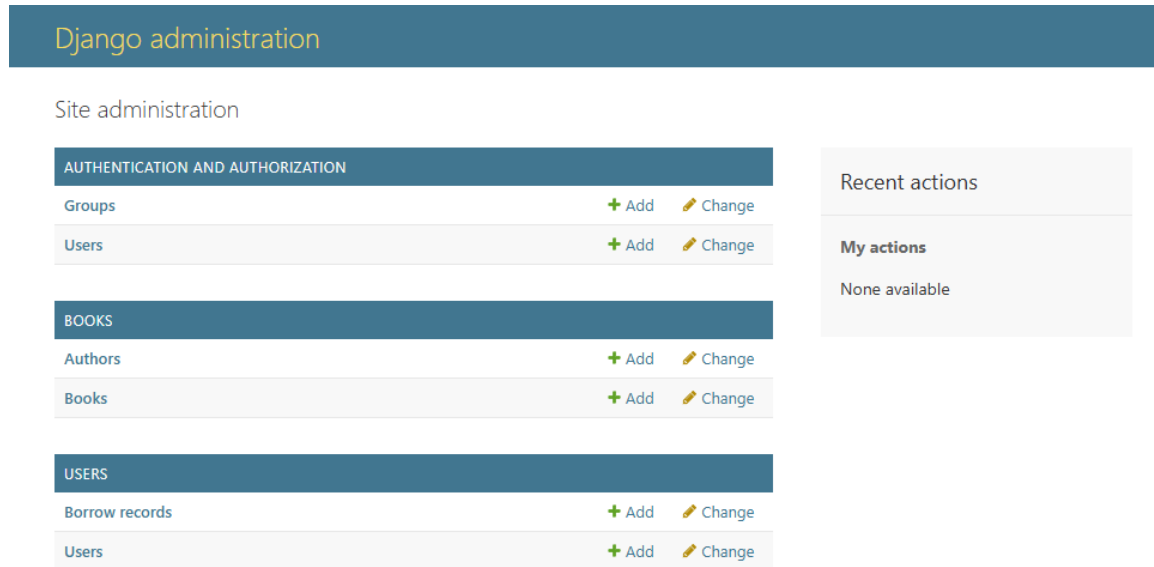 Django administration
Site administration
AUTHENTICATION AND AUTHORIZATION
Groups Add Change
Users Add Change
BOOKS
Authors Add Change
Books Add Change
USERS
Borrow records Add Change
Users Add Change
Recent actions
My actions
None available